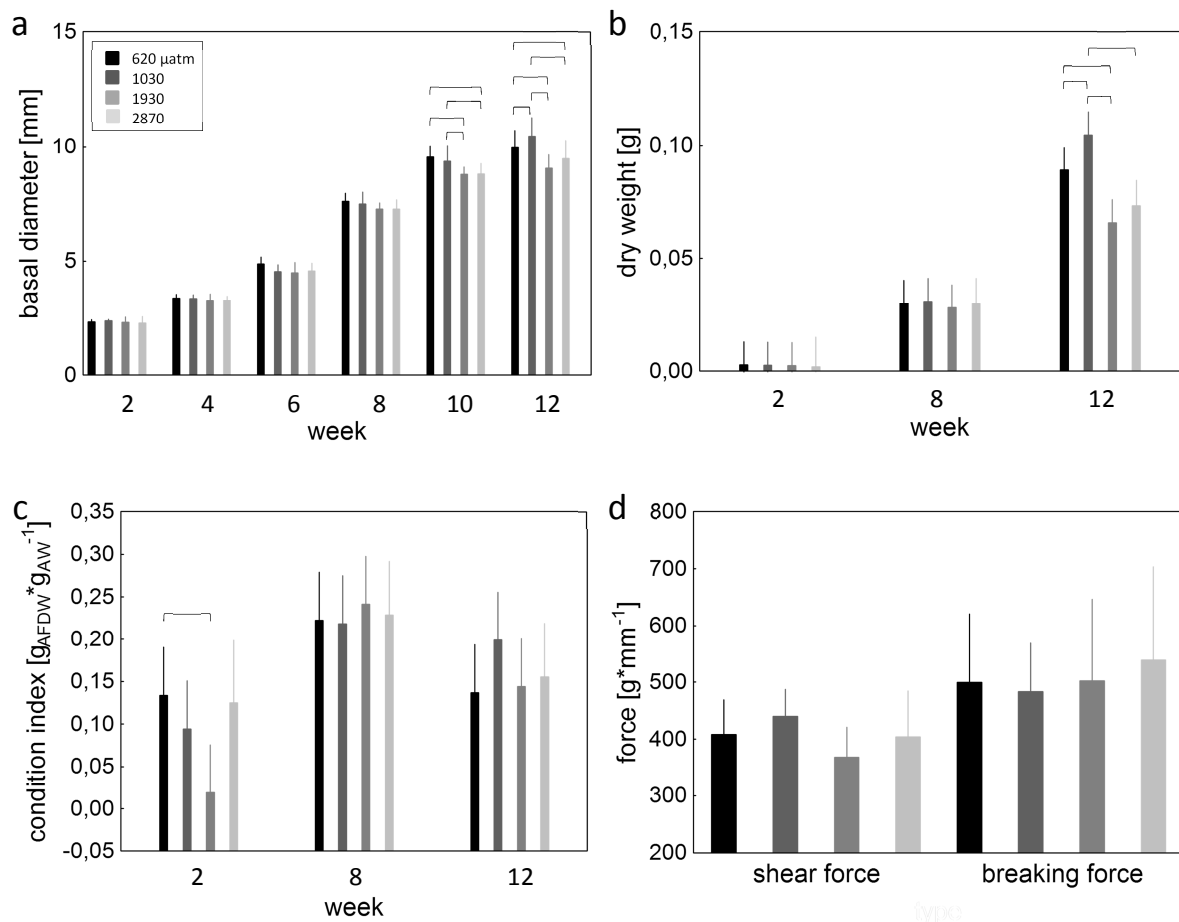 a
15
10
5
0
basal diameter [mm]
620 µatm
1030
1930
2870
2 4 6 8 10 12
week
b
0,15
0,10
0,05
0,00
dry weight [g]
2 8 12
week
c
0,35
0,30
0,25
0,20
0,15
0,10
0,05
0,00
-0,05
condition index [gAFDW*gAW-1]
2 8 12
week
d
800
700
600
500
400
300
200
force [g*mm-1]
shear force breaking force
type